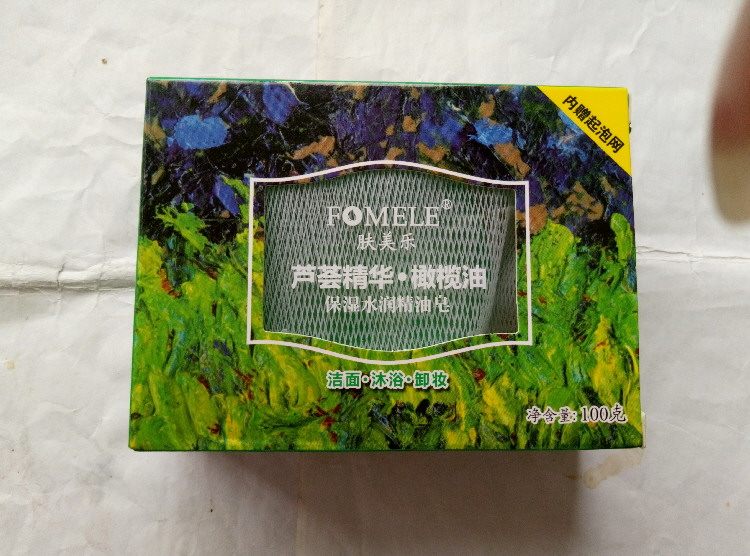 内赠起泡网
FOMELE®
肤美乐
芦荟精华·橄榄油
保湿水润精油皂
洁面·沐浴·卸妆
净含量:100克